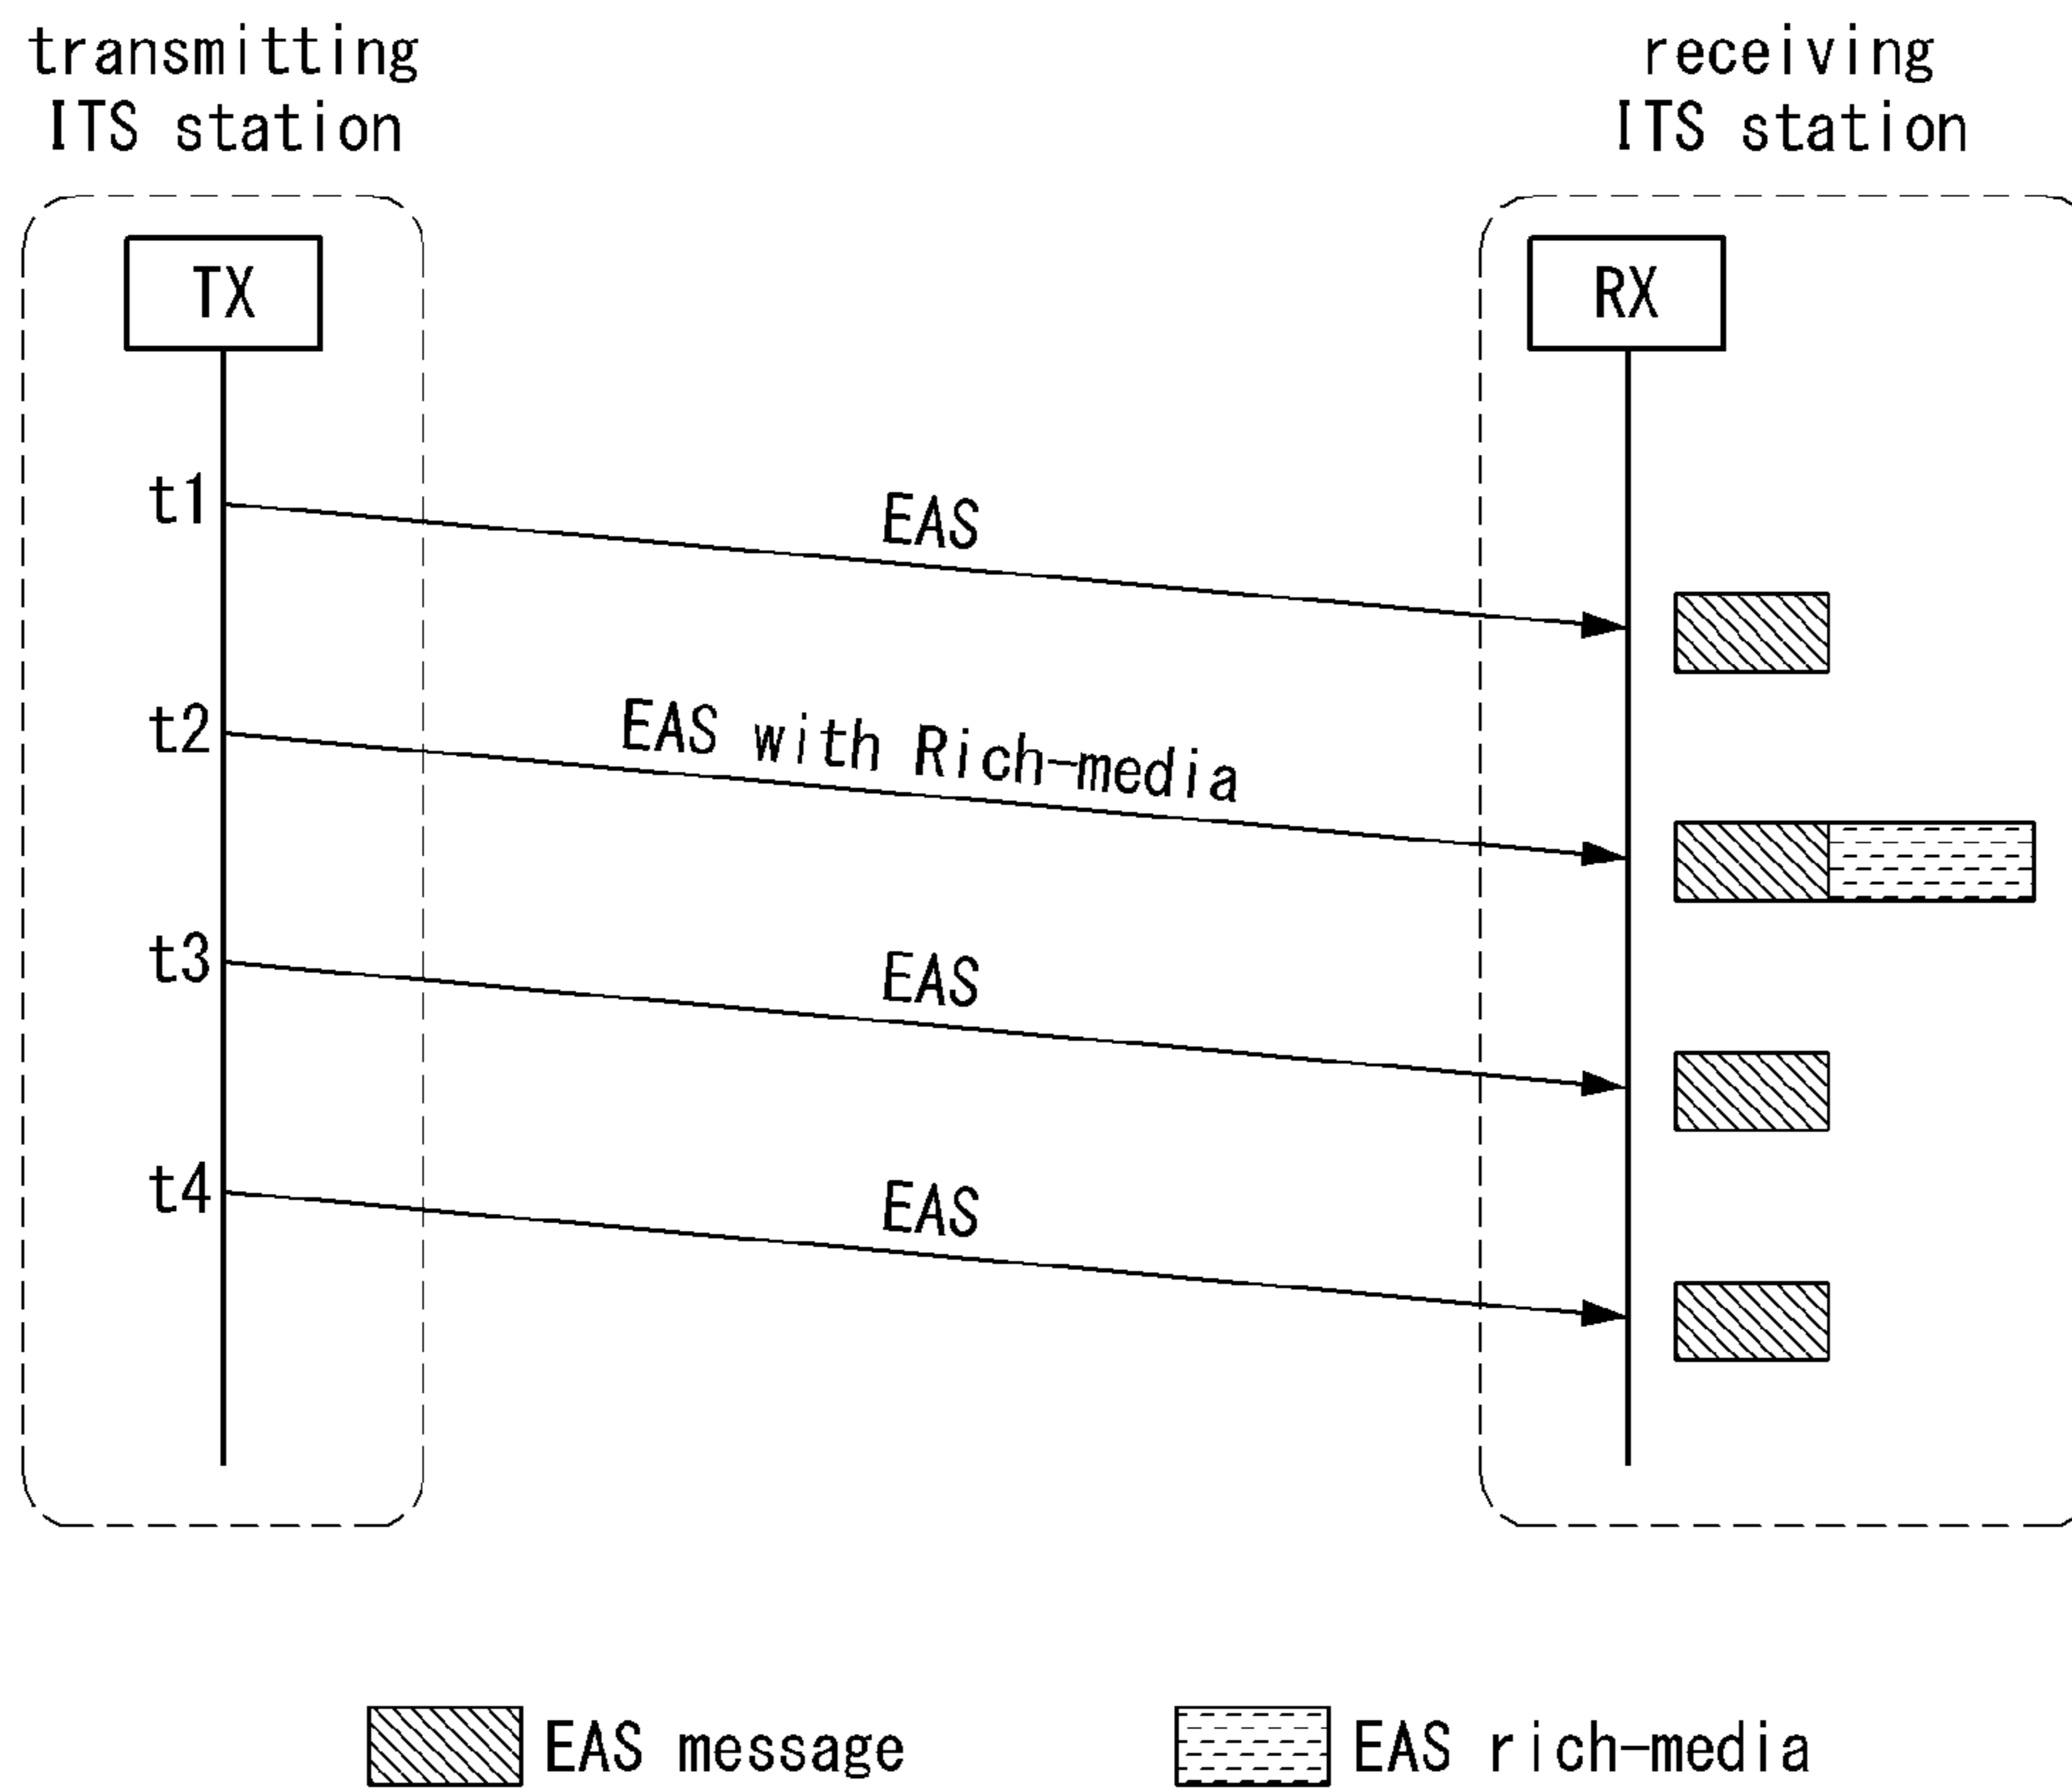 transmitting
ITS station
receiving
ITS station
TX
RX
t1
EAS
t2
EAS with Rich-media
t3
EAS
t4
EAS
EAS message
EAS rich-media